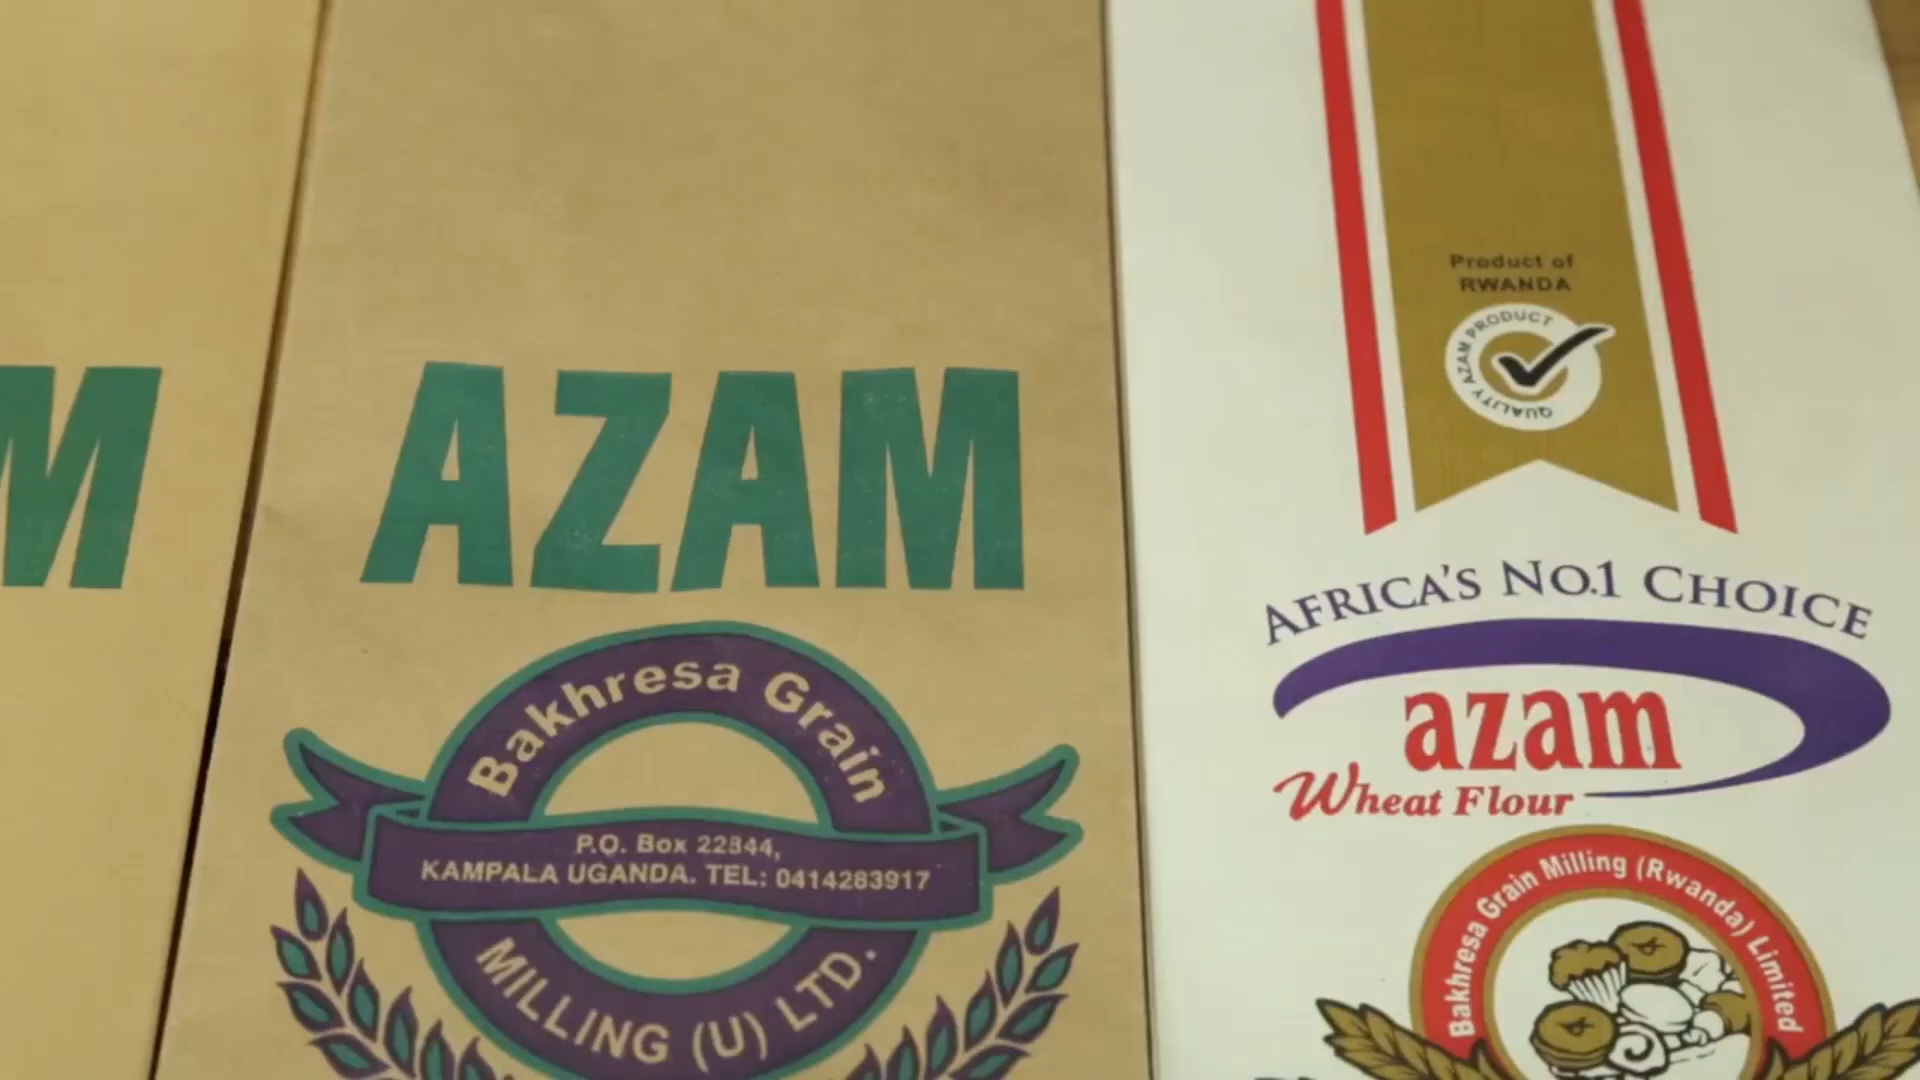 M
AZAM
Bakhresa Grain
P.O. Box 22844,
KAMPALA UGANDA. TEL: 0414283917
MILLING (U) LTD.
Product of
RWANDA
QUALITY AZAM PRODUCT
AFRICA'S NO.1 CHOICE
azam
Wheat Flour
Bakhresa Grain Milling (Rwanda) Limited